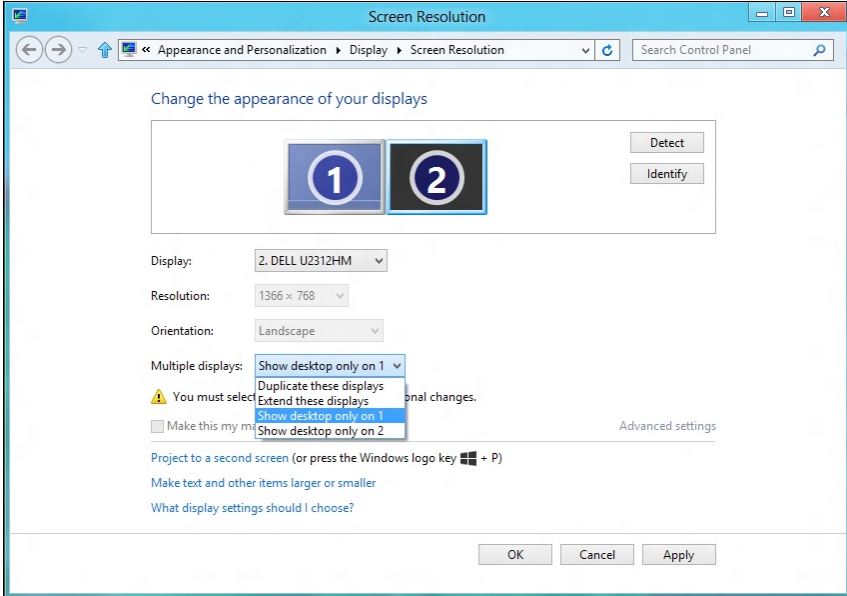 Screen Resolution
« Appearance and Personalization Display Screen Resolution
Search Control Panel
Change the appearance of your displays
1 2
Detect
Identify
Display: 2. DELL U2312HM
Resolution: 1366 × 768
Orientation: Landscape
Multiple displays: Show desktop only on 1
Duplicate these displays
Extend these displays
Show desktop only on 1
Show desktop only on 2
You must select onal changes.
Make this my ma
Advanced settings
Project to a second screen (or press the Windows logo key + P)
Make text and other items larger or smaller
What display settings should I choose?
OK Cancel Apply